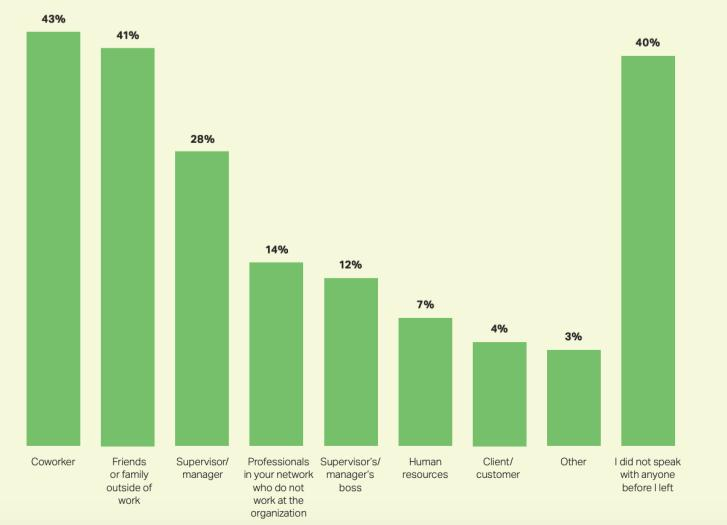 43%
41%
28%
14%
12%
7%
4%
3%
40%
Coworker
Friends
or family
outside of
work
Supervisor/
manager
Professionals
in your network
who do not
work at the
organization
Supervisor's/
manager's
boss
Human
resources
Client/
customer
Other
I did not speak
with anyone
before I left